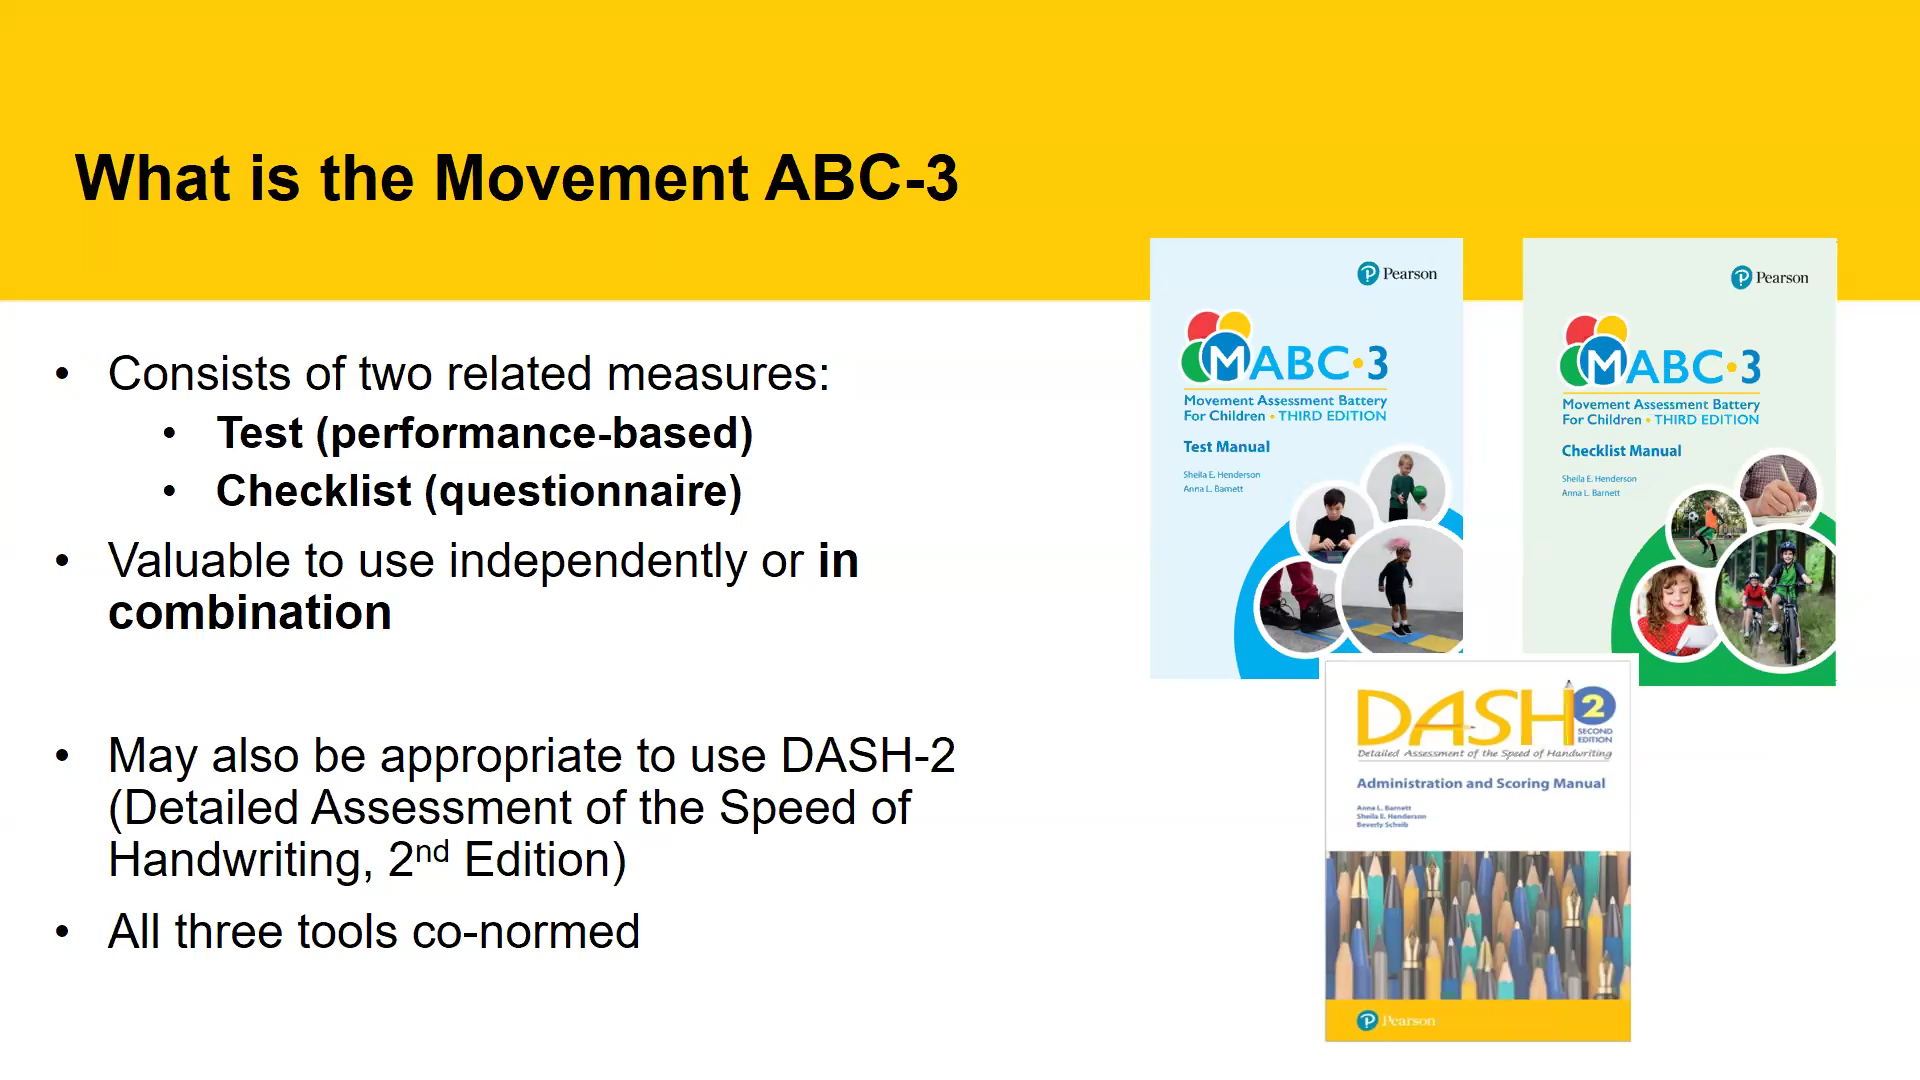 What is the Movement ABC-3
• Consists of two related measures:
• Test (performance-based)
• Checklist (questionnaire)
• Valuable to use independently or in
combination
• May also be appropriate to use DASH-2
(Detailed Assessment of the Speed of
Handwriting, 2nd Edition)
• All three tools co-normed
Pearson
MABC•3
Movement Assessment Battery
For Children • THIRD EDITION
Test Manual
Sheila E. Henderson
Anna L. Barnett
Pearson
MABC•3
Movement Assessment Battery
For Children • THIRD EDITION
Checklist Manual
Sheila E. Henderson
Anna L. Barnett
DASH 2
SECOND
EDITION
Detailed Assessment of the Speed of Handwriting
Administration and Scoring Manual
Anna L. Barnett
Sheila E. Henderson
Beverly Scheib
Pearson